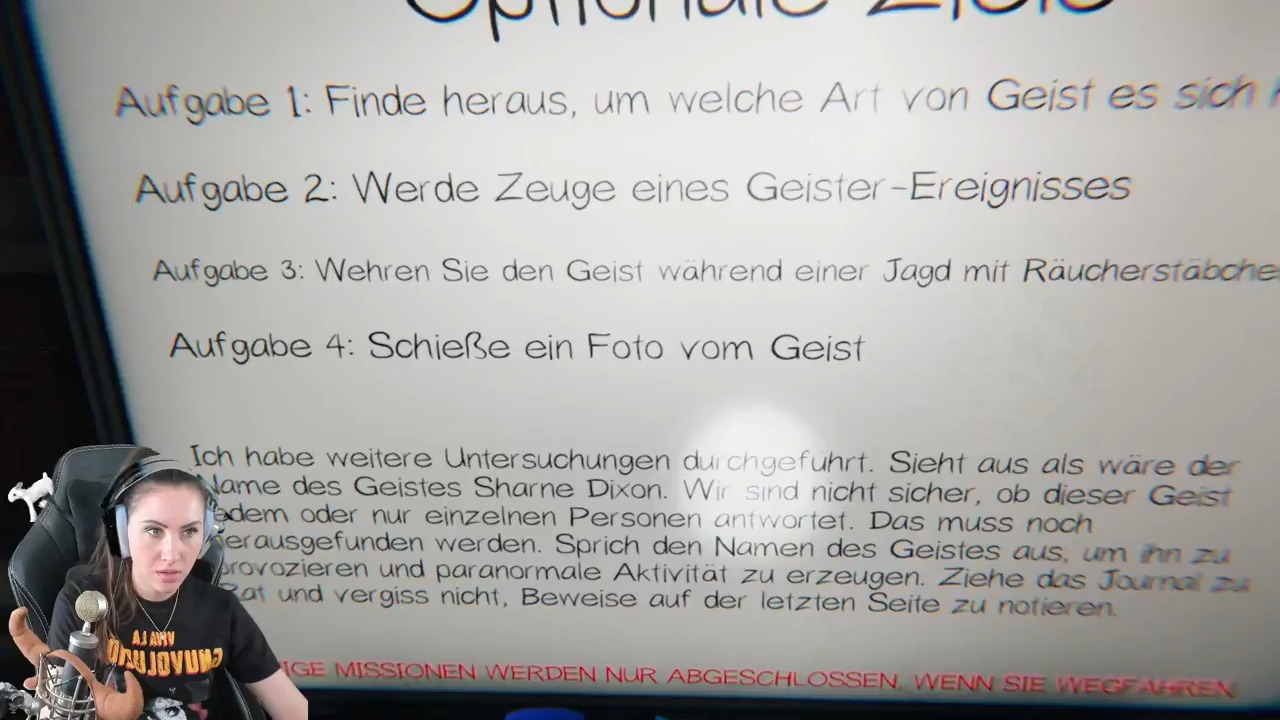 Optionale Ziele
Aufgabe 1: Finde heraus, um welche Art von Geist es sich
Aufgabe 2: Werde Zeuge eines Geister-Ereignisses
Aufgabe 3: Wehren Sie den Geist während einer Jagd mit Räucherstäbche
Aufgabe 4: Schieße ein Foto vom Geist
Ich habe weitere Untersuchungen durchgeführt. Sieht aus als wäre der
Name des Geistes Sharne Dixon. Wir sind nicht sicher, ob dieser Geist
oder nur einzelnen Personen antwortet. Das muss noch
herausgefunden werden. Sprich den Namen des Geistes aus, um ihn zu
provozieren und paranormale Aktivität zu erzeugen. Ziehe das Journal zu
Rat und vergiss nicht, Beweise auf der letzten Seite zu notieren.
IGE MISSIONEN WERDEN NUR ABGESCHLOSSEN, WENN SIE WEGFAHREN.
VIVA LA